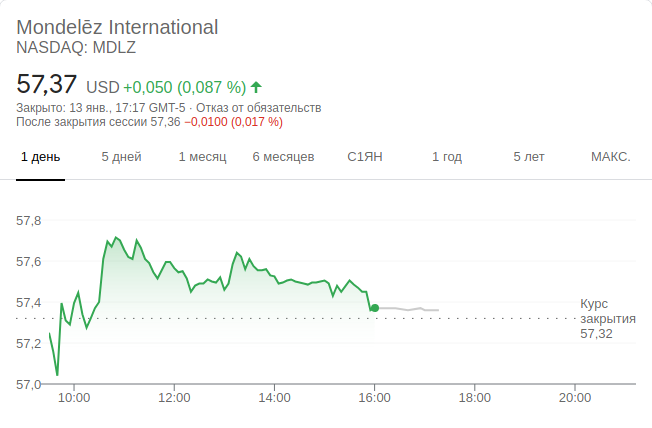 Mondelēz International
NASDAQ: MDLZ
57,37 USD +0,050 (0,087 %)
Закрыто: 13 янв., 17:17 GMT-5 · Отказ от обязательств
После закрытия сессии 57,36 −0,0100 (0,017 %)
1 день 5 дней 1 месяц 6 месяцев С1ЯН 1 год 5 лет МАКС.
57,8
57,6
57,4
57,2
57,0
Курс
закрытия
57,32
10:00 12:00 14:00 16:00 18:00 20:00